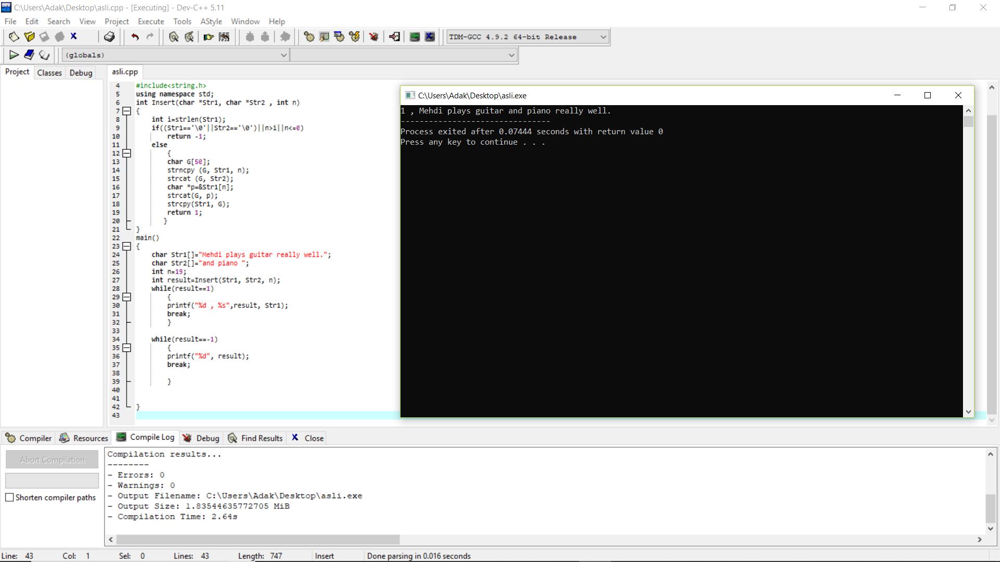 C:\Users\Adak\Desktop\asli.cpp - [Executing] - Dev-C++ 5.11
File Edit Search View Project Execute Tools AStyle Window Help
TDM-GCC 4.9.2 64-bit Release
(globals)
Project Classes Debug
asli.cpp
4 #include<string.h>
5 using namespace std;
6 int Insert(char *Str1, char *Str2 , int n)
7 {
8 int i=strlen(Str1);
9 if((Str1=='\0'||Str2=='\0')||n>i||n<=0)
10 return -1;
11 else
12 {
13 char G[50];
14 strncpy (G, Str1, n);
15 strcat (G, Str2);
16 char *p=&Str1[n];
17 strcat(G, p);
18 strcpy(Str1, G);
19 return 1;
20 }
21 }
22 main()
23 {
24 char Str1[]="Mehdi plays guitar really well.";
25 char Str2[]="and piano ";
26 int n=19;
27 int result=Insert(Str1, Str2, n);
28 while(result==1)
29 {
30 printf("%d , %s",result, Str1);
31 break;
32 }
33
34 while(result==-1)
35 {
36 printf("%d", result);
37 break;
38
39 }
40
41
42 }
43
C:\Users\Adak\Desktop\asli.exe
1 , Mehdi plays guitar and piano really well.
--------------------------------
Process exited after 0.07444 seconds with return value 0
Press any key to continue . . .
Compiler Resources Compile Log Debug Find Results Close
Abort Compilation
Shorten compiler paths
Compilation results...
--------
- Errors: 0
- Warnings: 0
- Output Filename: C:\Users\Adak\Desktop\asli.exe
- Output Size: 1.83544635772705 MiB
- Compilation Time: 2.64s
Line: 43 Col: 1 Sel: 0 Lines: 43 Length: 747 Insert Done parsing in 0.016 seconds